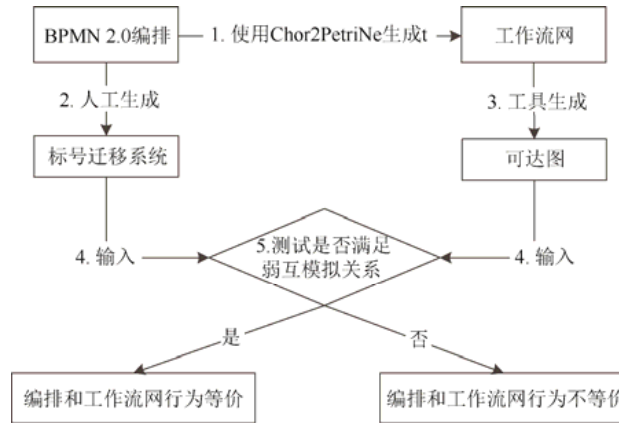 BPMN 2.0编排
1. 使用Chor2PetriNe生成t
工作流网
2. 人工生成
3. 工具生成
标号迁移系统
可达图
4. 输入
5.测试是否满足
弱互模拟关系
4. 输入
是
否
编排和工作流网行为等价
编排和工作流网行为不等价